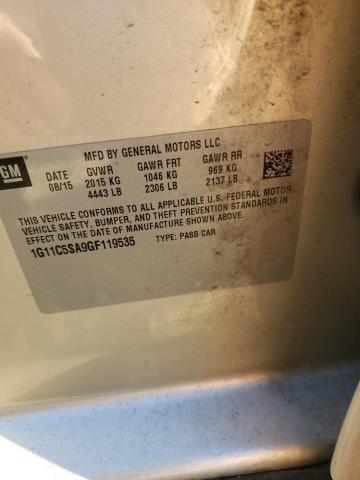 GM
MFD BY GENERAL MOTORS LLC
DATE GVWR GAWR FRT GAWR RR
08/15 2015 KG 1046 KG 969 KG
4443 LB 2306 LB 2137 LB
THIS VEHICLE CONFORMS TO ALL APPLICABLE U.S. FEDERAL MOTOR
VEHICLE SAFETY, BUMPER, AND THEFT PREVENTION STANDARDS IN
EFFECT ON THE DATE OF MANUFACTURE SHOWN ABOVE.
1G11C5SA9GF119535 TYPE: PASS CAR